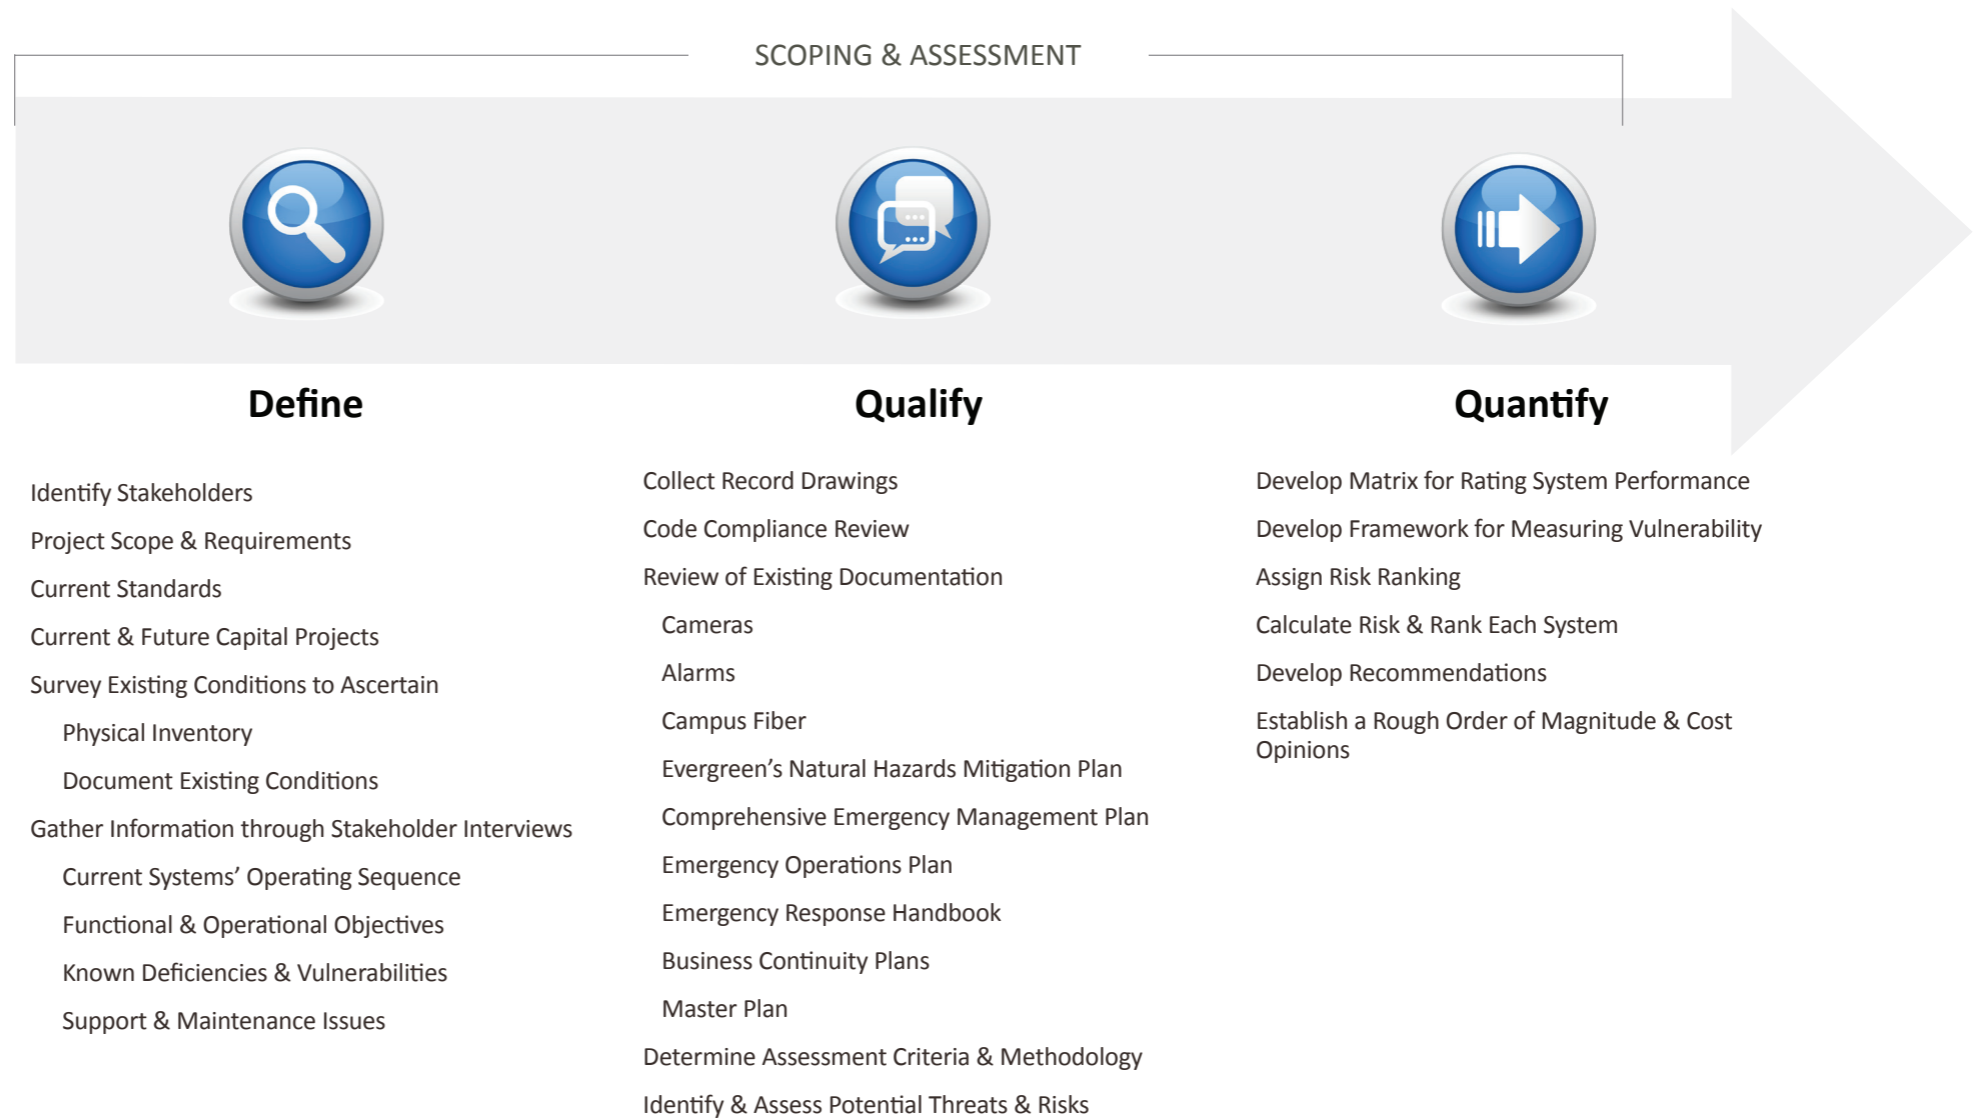 SCOPING & ASSESSMENT
Define
Identify Stakeholders
Project Scope & Requirements
Current Standards
Current & Future Capital Projects
Survey Existing Conditions to Ascertain
Physical Inventory
Document Existing Conditions
Gather Information through Stakeholder Interviews
Current Systems’ Operating Sequence
Functional & Operational Objectives
Known Deficiencies & Vulnerabilities
Support & Maintenance Issues
Qualify
Collect Record Drawings
Code Compliance Review
Review of Existing Documentation
Cameras
Alarms
Campus Fiber
Evergreen’s Natural Hazards Mitigation Plan
Comprehensive Emergency Management Plan
Emergency Operations Plan
Emergency Response Handbook
Business Continuity Plans
Master Plan
Determine Assessment Criteria & Methodology
Identify & Assess Potential Threats & Risks
Quantify
Develop Matrix for Rating System Performance
Develop Framework for Measuring Vulnerability
Assign Risk Ranking
Calculate Risk & Rank Each System
Develop Recommendations
Establish a Rough Order of Magnitude & Cost
Opinions